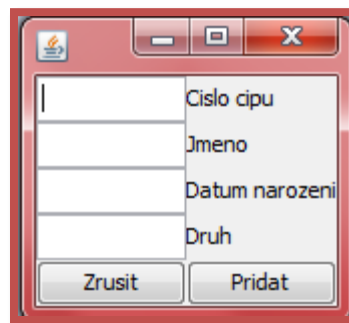 Cislo cipu
Jmeno
Datum narozeni
Druh
Zrusit Pridat